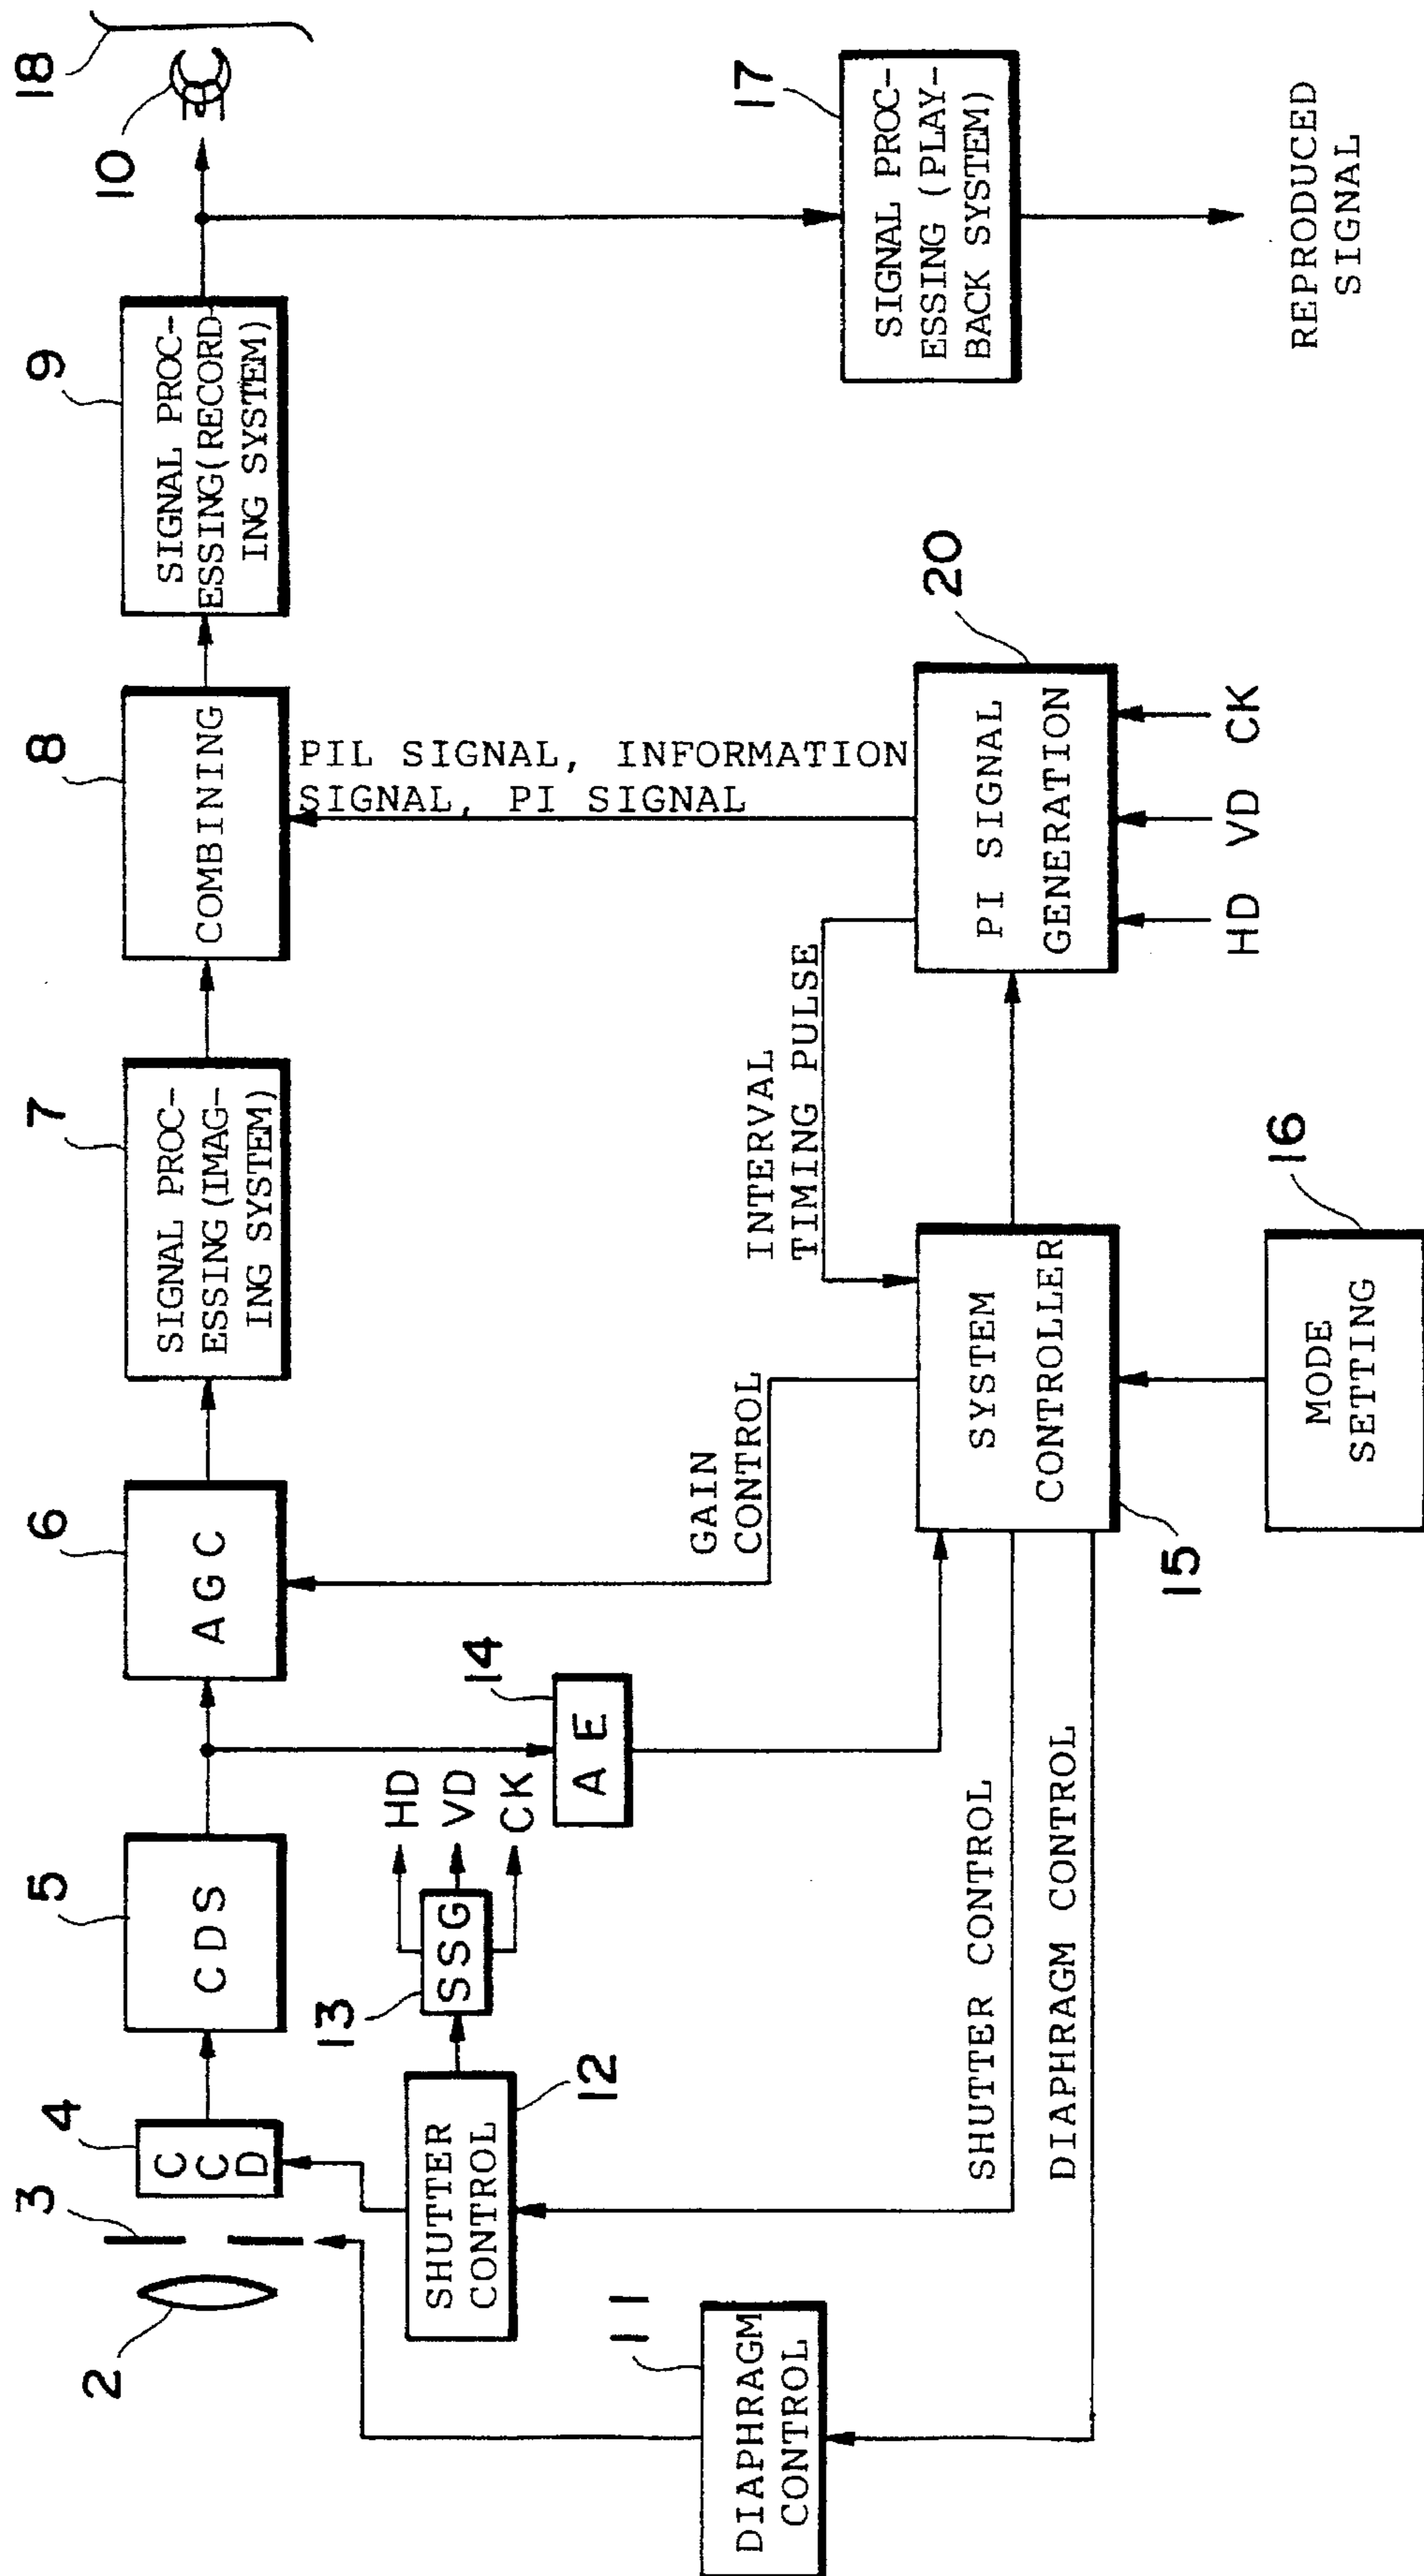 18
10
9
SIGNAL PROC-
ESSING(RECORD
ING SYSTEM)
8
COMBINING
7
SIGNAL PROC-
ESSING(IMAG-
ING SYSTEM)
6
AGC
5
CDS
4
C
C
D
3
2
17
SIGNAL PROC-
ESSING (PLAY-
BACK SYSTEM)
REPRODUCED
SIGNAL
PIL SIGNAL, INFORMATION
SIGNAL, PI SIGNAL
20
PI SIGNAL
GENERATION
HD VD CK
INTERVAL
TIMING PULSE
GAIN
CONTROL
14
AE
HD
VD
CK
13
SSG
12
SHUTTER
CONTROL
11
DIAPHRAGM
CONTROL
SHUTTER CONTROL
DIAPHRAGM CONTROL
SYSTEM
CONTROLLER
15
16
MODE
SETTING